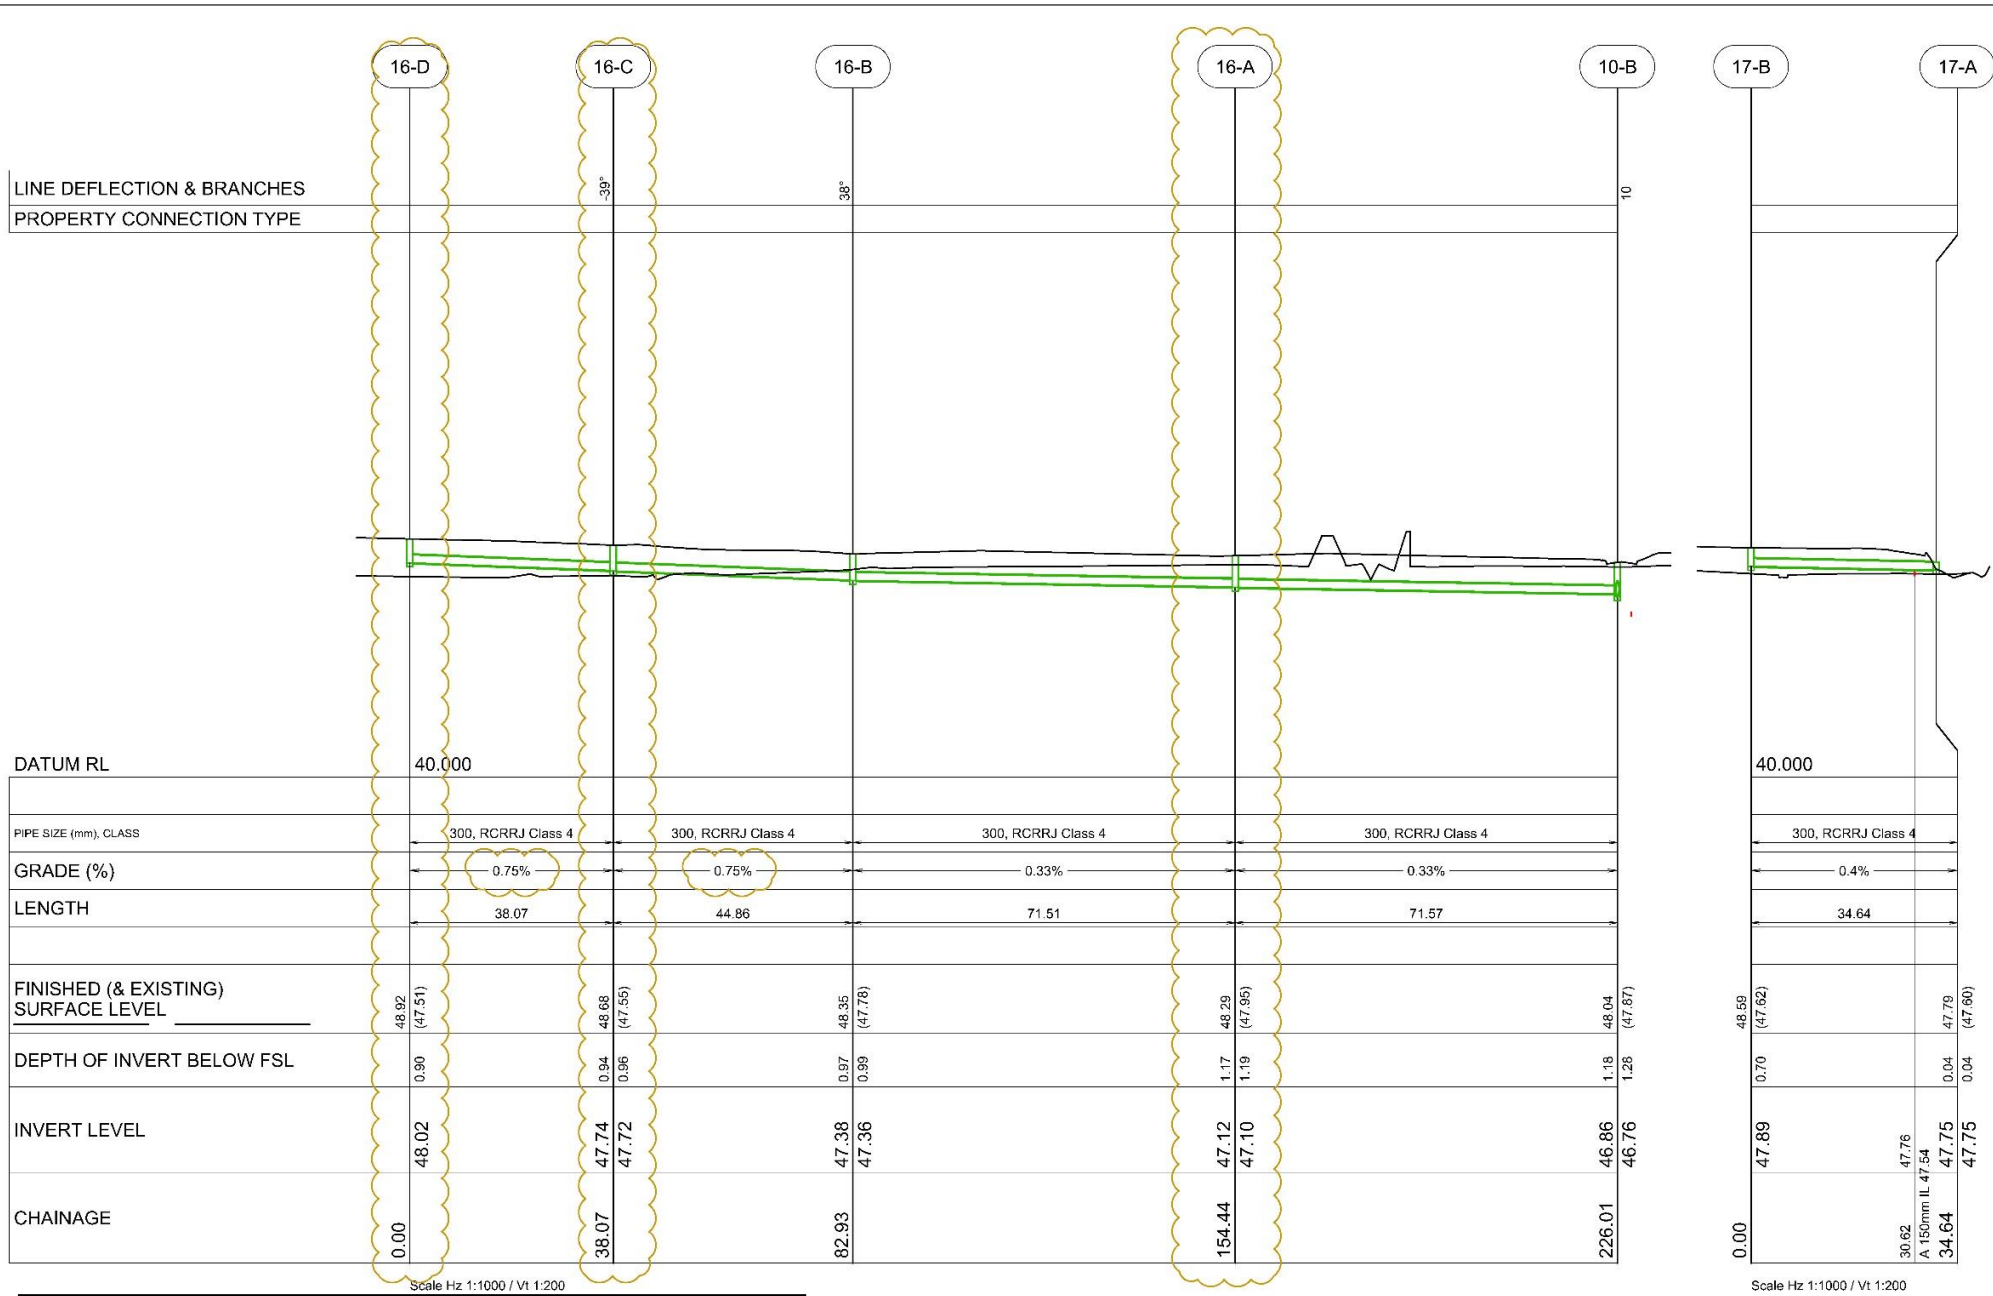 16-D 16-C 16-B 16-A 10-B 17-B 17-A
LINE DEFLECTION & BRANCHES -39° 38° 10
PROPERTY CONNECTION TYPE
DATUM RL 40.000 40.000
PIPE SIZE (mm), CLASS 300, RCRRJ Class 4 300, RCRRJ Class 4 300, RCRRJ Class 4 300, RCRRJ Class 4 300, RCRRJ Class 4
GRADE (%) 0.75% 0.75% 0.33% 0.33% 0.4%
LENGTH 38.07 44.86 71.51 71.57 34.64
FINISHED (& EXISTING)
SURFACE LEVEL 48.92 (47.51) 48.68 (47.55) 48.35 (47.78) 48.29 (47.95) 48.04 (47.87) 48.59 (47.62) 47.79 (47.60)
DEPTH OF INVERT BELOW FSL 0.90 0.94 0.96 0.97 0.99 1.17 1.19 1.18 1.28 0.70 0.04 0.04
INVERT LEVEL 48.02 47.74 47.72 47.38 47.36 47.12 47.10 46.86 46.76 47.89 47.76 47.75 47.75
CHAINAGE 0.00 38.07 82.93 154.44 226.01 0.00 30.62 A 150mm IL 47.54 34.64
Scale Hz 1:1000 / Vt 1:200 Scale Hz 1:1000 / Vt 1:200